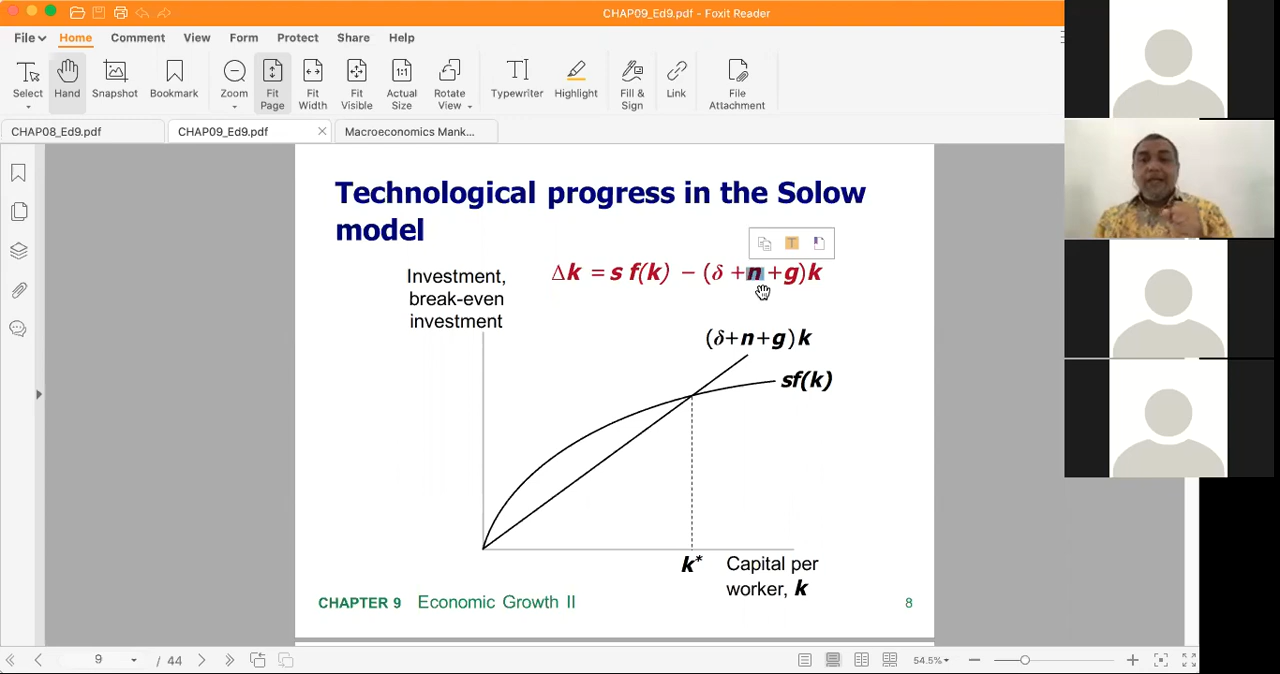 CHAP09_Ed9.pdf - Foxit Reader
File Home Comment View Form Protect Share Help
Select Hand Snapshot Bookmark Zoom Fit Page Fit Width Fit Visible Actual Size Rotate View Typewriter Highlight Fill & Sign Link File Attachment
CHAP08_Ed9.pdf CHAP09_Ed9.pdf Macroeconomics Mank...
Technological progress in the Solow
model
Investment,
break-even
investment
Δk = s f(k) − (δ +n +g)k
(δ+n+g)k
sf(k)
k*
Capital per
worker, k
CHAPTER 9 Economic Growth II 8
9 / 44 54.5%